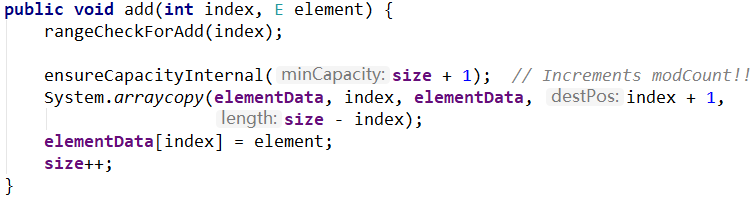 public void add(int index, E element) {
    rangeCheckForAdd(index);
    ensureCapacityInternal( minCapacity: size + 1);  // Increments modCount!!
    System.arraycopy(elementData, index, elementData, destPos: index + 1,
                     length: size - index);
    elementData[index] = element;
    size++;
}